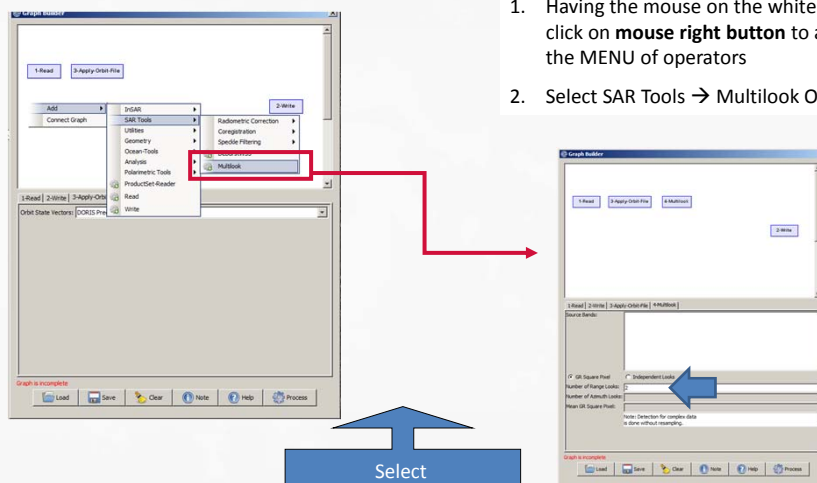 Graph Builder
1-Read 3-Apply-Orbit-File
2-Write
Add
Connect Graph
InSAR
SAR Tools
Utilities
Geometry
Ocean-Tools
Analysis
Polarimetric Tools
ProductSet-Reader
Read
Write
Radiometric Correction
Coregistration
Speckle Filtering
Multilook
1-Read 2-Write 3-Apply-Orbi
Orbit State Vectors: DORIS Pre
Graph is incomplete
Load Save Clear Note Help Process
Select
1. Having the mouse on the white
click on mouse right button to a
the MENU of operators
2. Select SAR Tools → Multilook O
Graph Builder
1-Read 3-Apply-Orbit-File 4-Multilook
2-Write
1-Read 2-Write 3-Apply-Orbit-File 4-Multilook
Source Bands:
GR Square Pixel Independent Looks
Number of Range Looks: 2
Number of Azimuth Looks:
Mean GR Square Pixel:
Note: Detection for complex data
is done without resampling.
Graph is incomplete
Load Save Clear Note Help Process